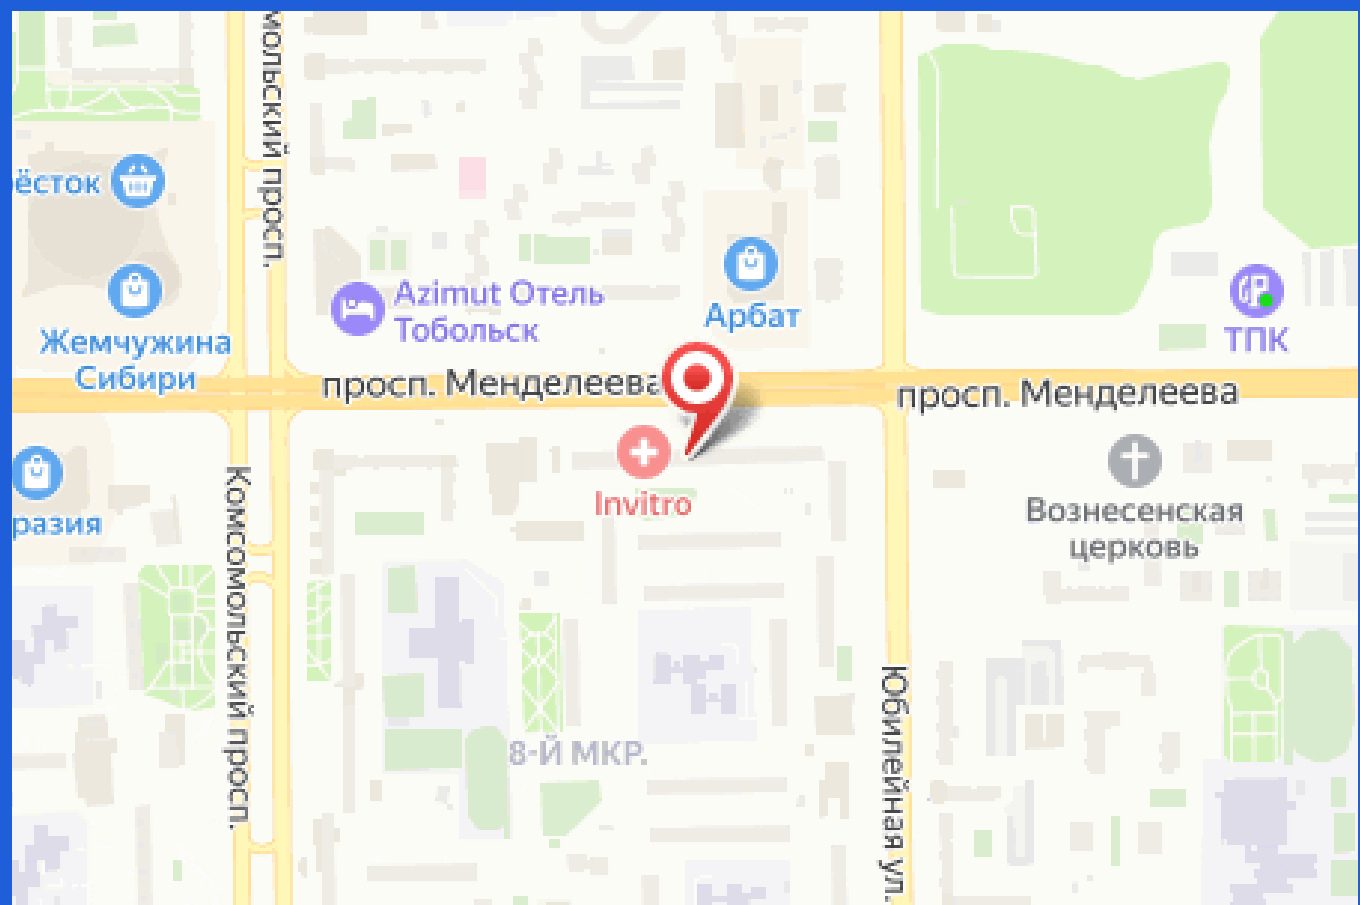 мольский просп.
ёсток
Azimut Отель
Тобольск
Арбат
ТПК
Жемчужина
Сибири
просп. Менделеева
просп. Менделеева
Invitro
Вознесенская
церковь
разия
Комсомольский просп.
Юбилейная ул.
8-Й МКР.